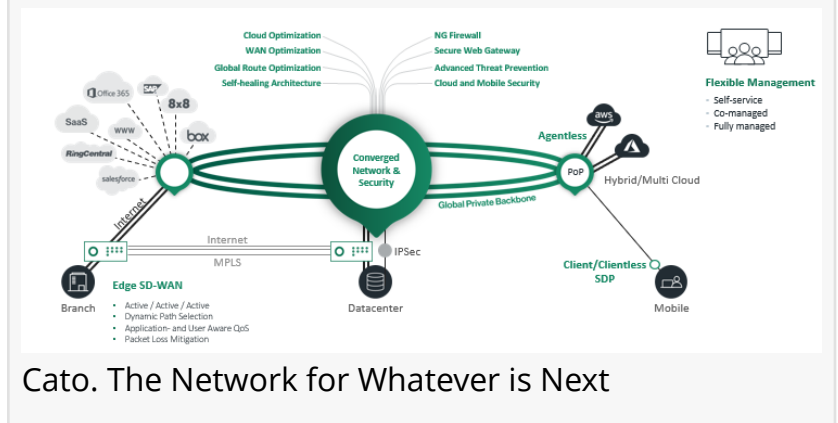 Cloud Optimization
WAN Optimization
Global Route Optimization
Self-healing Architecture
NG Firewall
Secure Web Gateway
Advanced Threat Prevention
Cloud and Mobile Security
Flexible Management
- Self-service
- Co-managed
- Fully managed
Office 365
SAP
8x8
SaaS
www
box
RingCentral
salesforce
Converged
Network &
Security
Agentless
aws
PoP
Hybrid/Multi Cloud
Global Private Backbone
Internet
Internet
MPLS
IPSec
Client/Clientless
SDP
Branch
Edge SD-WAN
• Active / Active / Active
• Dynamic Path Selection
• Application- and User Aware QoS
• Packet Loss Mitigation
Datacenter
Mobile
Cato. The Network for Whatever is Next